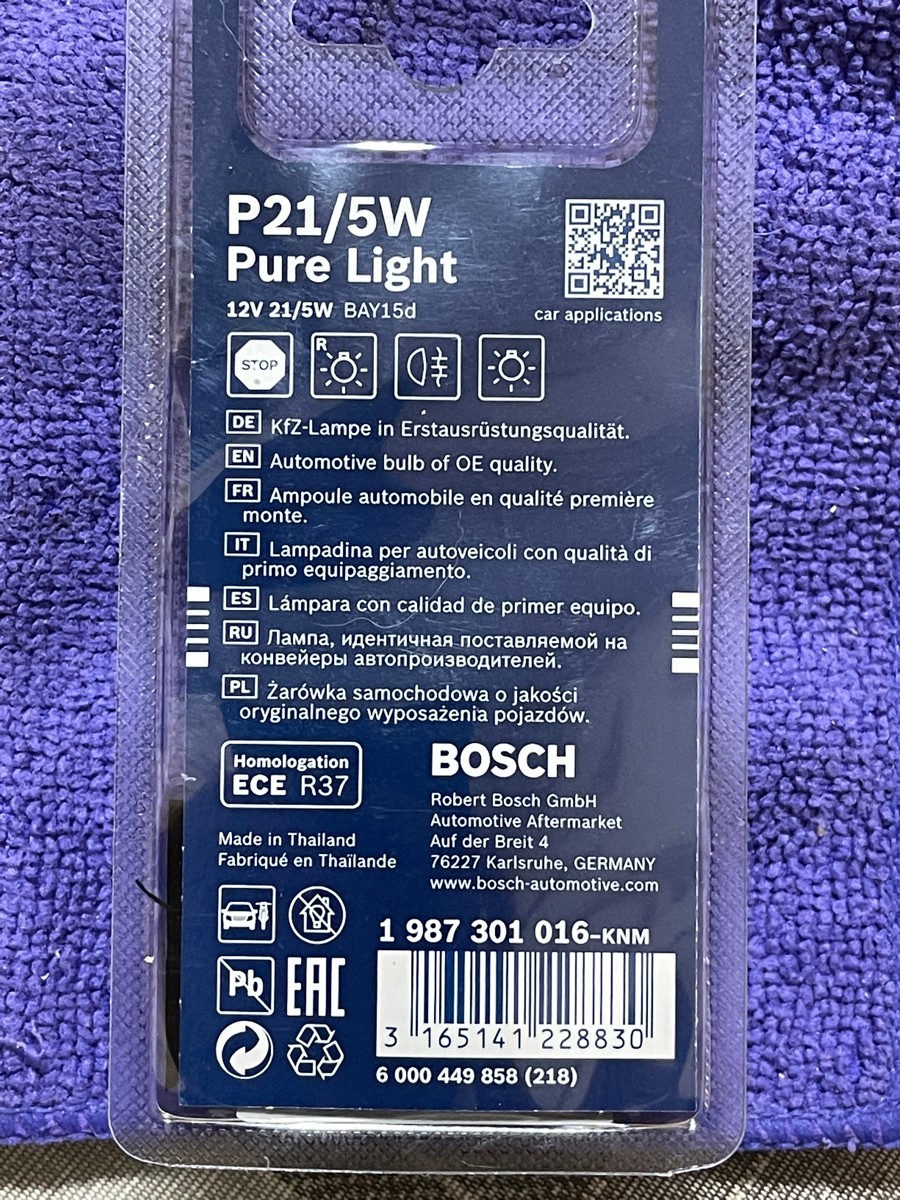 P21/5W
Pure Light
12V 21/5W BAY15d
car applications
STOP
R
DE KfZ-Lampe in Erstausrüstungsqualität.
EN Automotive bulb of OE quality.
FR Ampoule automobile en qualité première
monte.
IT Lampadina per autoveicoli con qualità di
primo equipaggiamento.
ES Lámpara con calidad de primer equipo.
RU Лампа, идентичная поставляемой на
конвейеры автопроизводителей.
PL Żarówka samochodowa o jakości
oryginalnego wyposażenia pojazdów.
Homologation
ECE R37
BOSCH
Robert Bosch GmbH
Automotive Aftermarket
Auf der Breit 4
76227 Karlsruhe, GERMANY
www.bosch-automotive.com
Made in Thailand
Fabriqué en Thaïlande
1 987 301 016-KNM
Pb
EAC
3 165141 228830
6 000 449 858 (218)